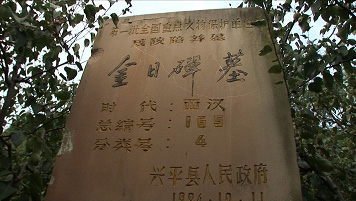 第一批全国重点文物保护单位
茂陵陪葬墓
金日磾墓
时代:西汉
总编号:165
分类号:4
兴平县人民政府